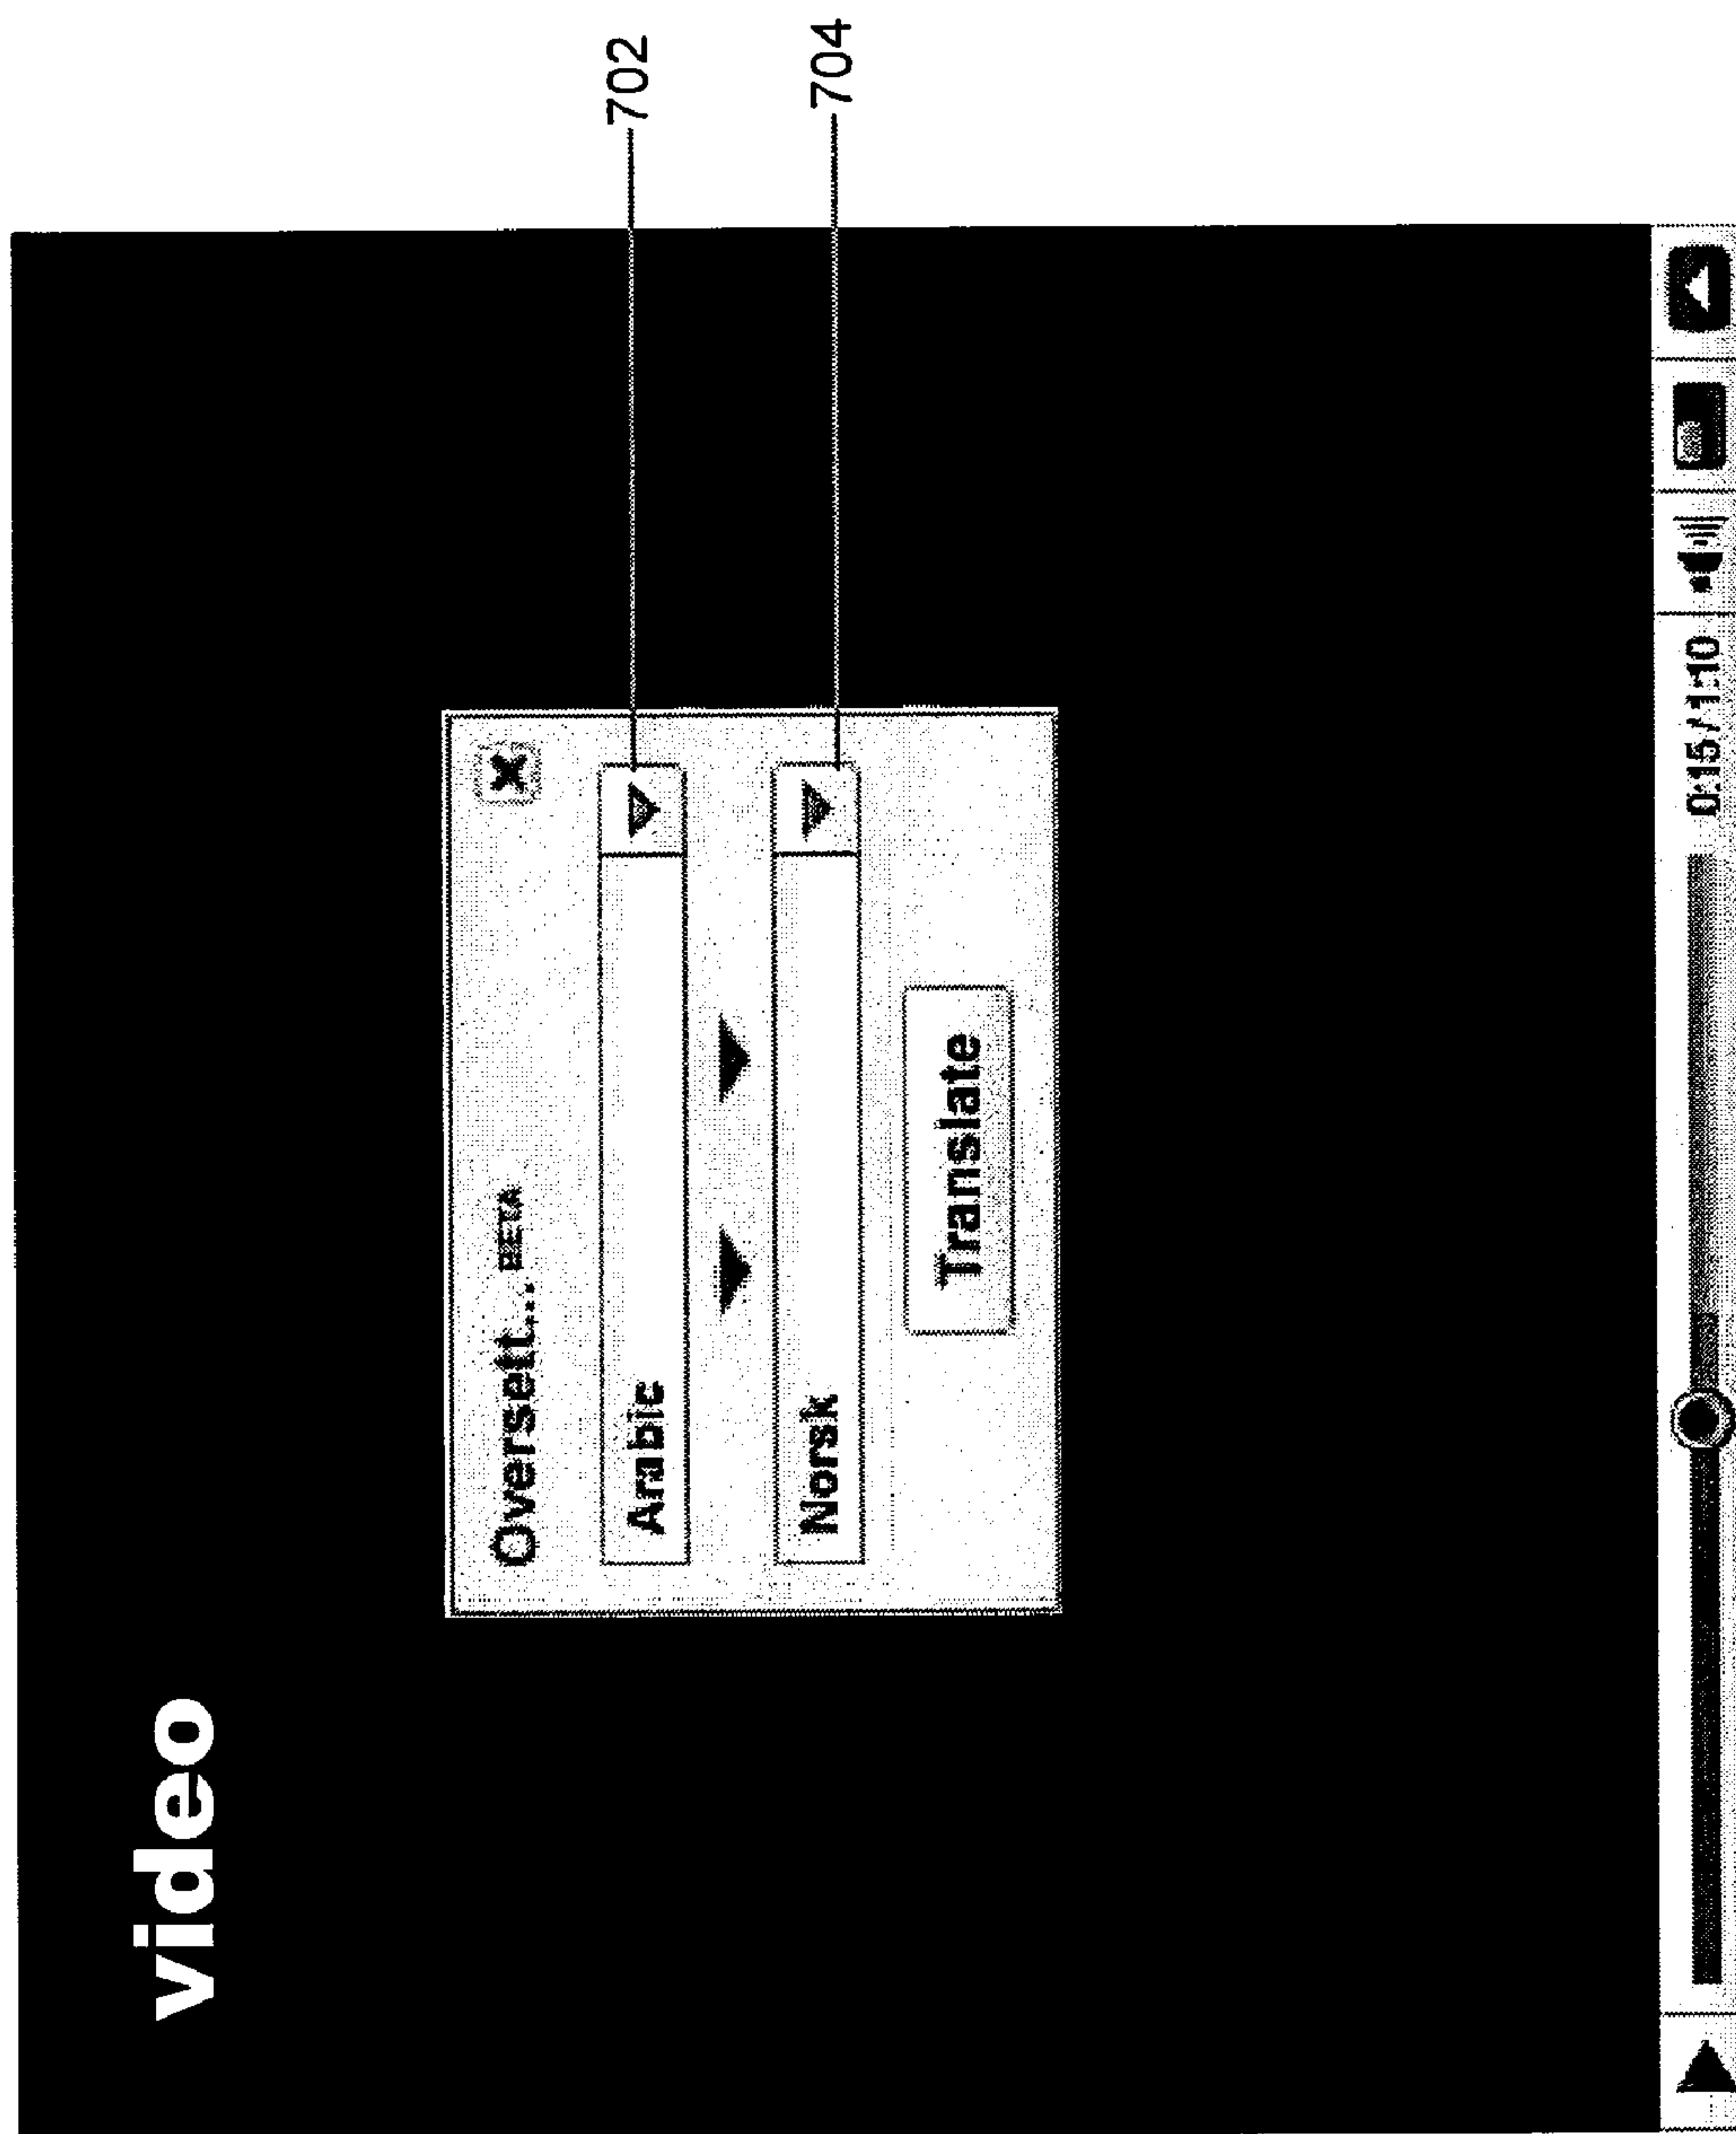 video
Oversett... BETA
Arabic
702
Norsk
704
Translate
0:15 / 1:10